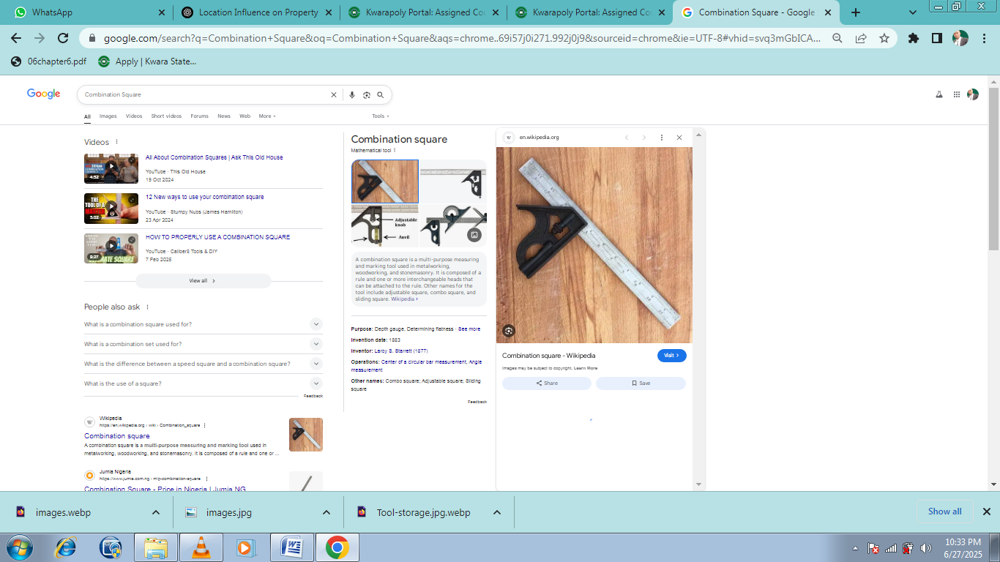 WhatsApp
Location Influence on Property
Kwarapoly Portal: Assigned Co
Kwarapoly Portal: Assigned Co
Combination Square - Google
google.com/search?q=Combination+Square&oq=Combination+Square&aqs=chrome..69i57j0i271.992j0j9&sourceid=chrome&ie=UTF-8#vhid=svq3mGbICA...
06chapter6.pdf
Apply | Kwara State...
Google
Combination Square
All Images Videos Short videos Forums News Web More Tools
Videos
All About Combination Squares | Ask This Old House
YouTube · This Old House
19 Oct 2024
4:52
12 New ways to use your combination square
YouTube · Stumpy Nubs (James Hamilton)
23 Apr 2024
THE
TOOL OF A
5:02
HOW TO PROPERLY USE A COMBINATION SQUARE
YouTube · Caliber8 Tools & DIY
7 Feb 2025
HOW TO
9:27
View all
People also ask
What is a combination square used for?
What is a combination set used for?
What is the difference between a speed square and a combination square?
What is the use of a square?
Feedback
Wikipedia
https://en.wikipedia.org › wiki › Combination_square
Combination square
A combination square is a multi-purpose measuring and marking tool used in
metalworking, woodworking, and stonemasonry. It is composed of a rule and one or ...
Jumia Nigeria
https://www.jumia.com.ng › mlp-combination-square
Combination Square - Price in Nigeria | Jumia NG
Combination square
Mathematical tool
Adjustable
knob
Anvil
A combination square is a multi-purpose measuring
and marking tool used in metalworking,
woodworking, and stonemasonry. It is composed of a
rule and one or more interchangeable heads that
can be attached to the rule. Other names for the
tool include adjustable square, combo square, and
sliding square. Wikipedia
Purpose: Depth gauge, Determining flatness · See more
Invention date: 1883
Inventor: Laroy S. Starrett (1877)
Operations: Center of a circular bar measurement, Angle
measurement
Other names: Combo square; Adjustable square; Sliding
square
Feedback
en.wikipedia.org
Combination square - Wikipedia
Visit
Images may be subject to copyright. Learn More
Share
Save
images.webp
images.jpg
Tool-storage.jpg.webp
Show all
10:33 PM
6/27/2025